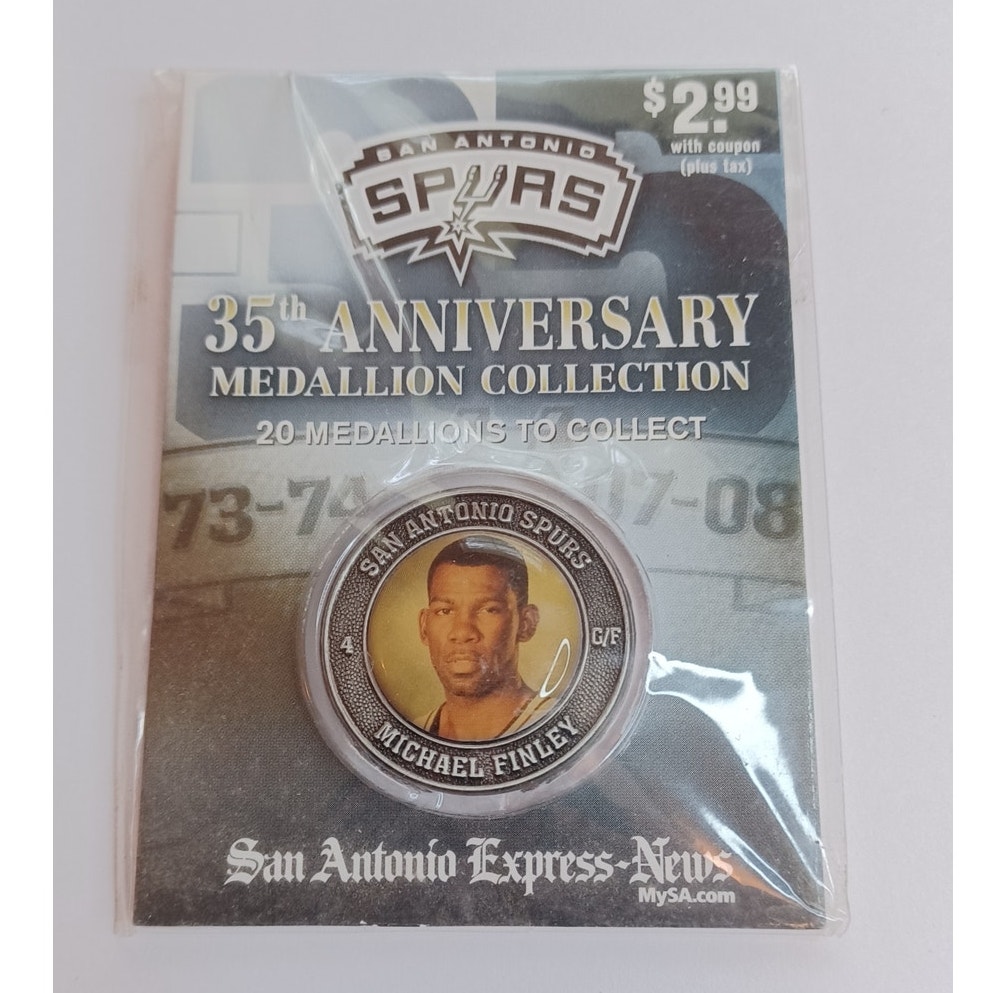 $2.99
with coupon
(plus tax)
SAN ANTONIO
SPURS
35th ANNIVERSARY
MEDALLION COLLECTION
20 MEDALLIONS TO COLLECT
73-74
07-08
SAN ANTONIO SPURS
4
G/F
MICHAEL FINLEY
San Antonio Express-News
MySA.com